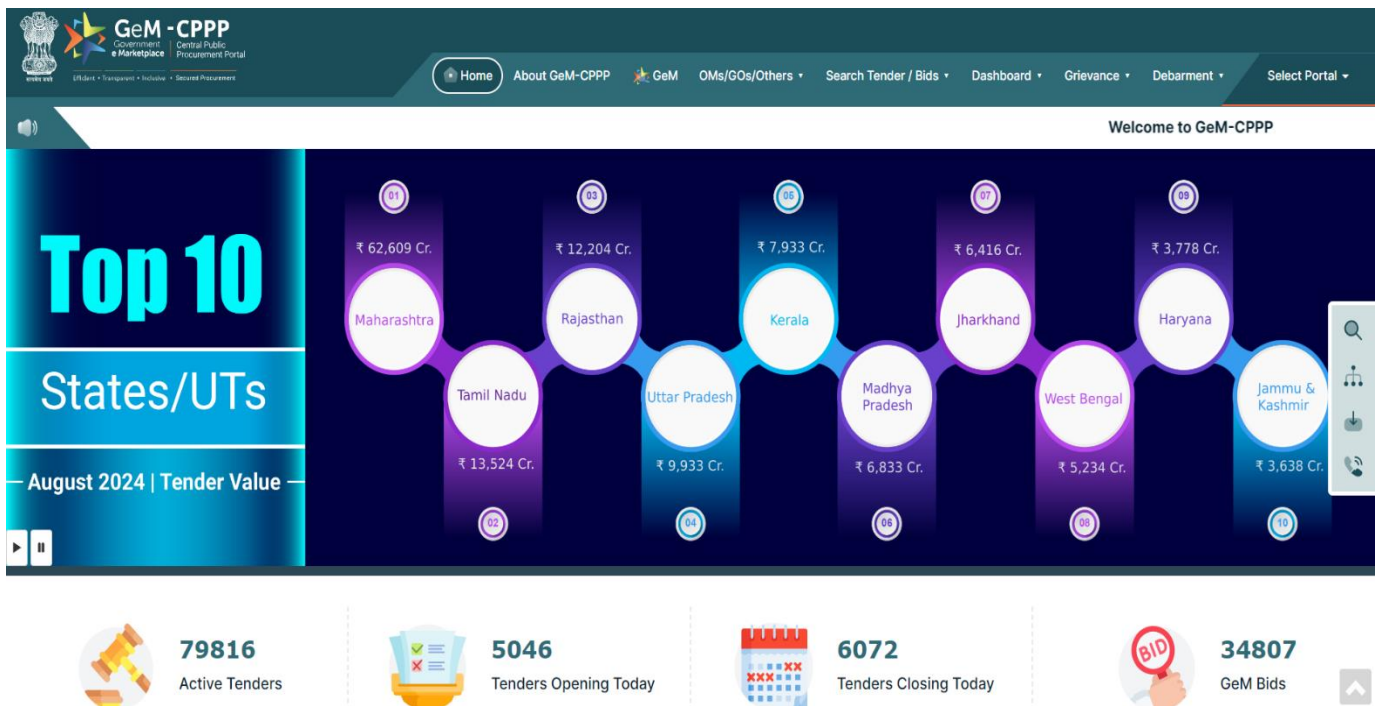 GeM - CPPP
Government | Central Public
e Marketplace | Procurement Portal
Efficient • Transparent • Inclusive • Secured Procurement
सत्यमेव जयते
Home About GeM-CPPP GeM OMs/GOs/Others Search Tender / Bids Dashboard Grievance Debarment Select Portal
Welcome to GeM-CPPP
Top 10
States/UTs
August 2024 | Tender Value
01
₹ 62,609 Cr.
Maharashtra
Tamil Nadu
₹ 13,524 Cr.
02
03
₹ 12,204 Cr.
Rajasthan
Uttar Pradesh
₹ 9,933 Cr.
04
05
₹ 7,933 Cr.
Kerala
Madhya
Pradesh
₹ 6,833 Cr.
06
07
₹ 6,416 Cr.
Jharkhand
West Bengal
₹ 5,234 Cr.
08
09
₹ 3,778 Cr.
Haryana
Jammu &
Kashmir
₹ 3,638 Cr.
10
79816
Active Tenders
5046
Tenders Opening Today
6072
Tenders Closing Today
BID
34807
GeM Bids